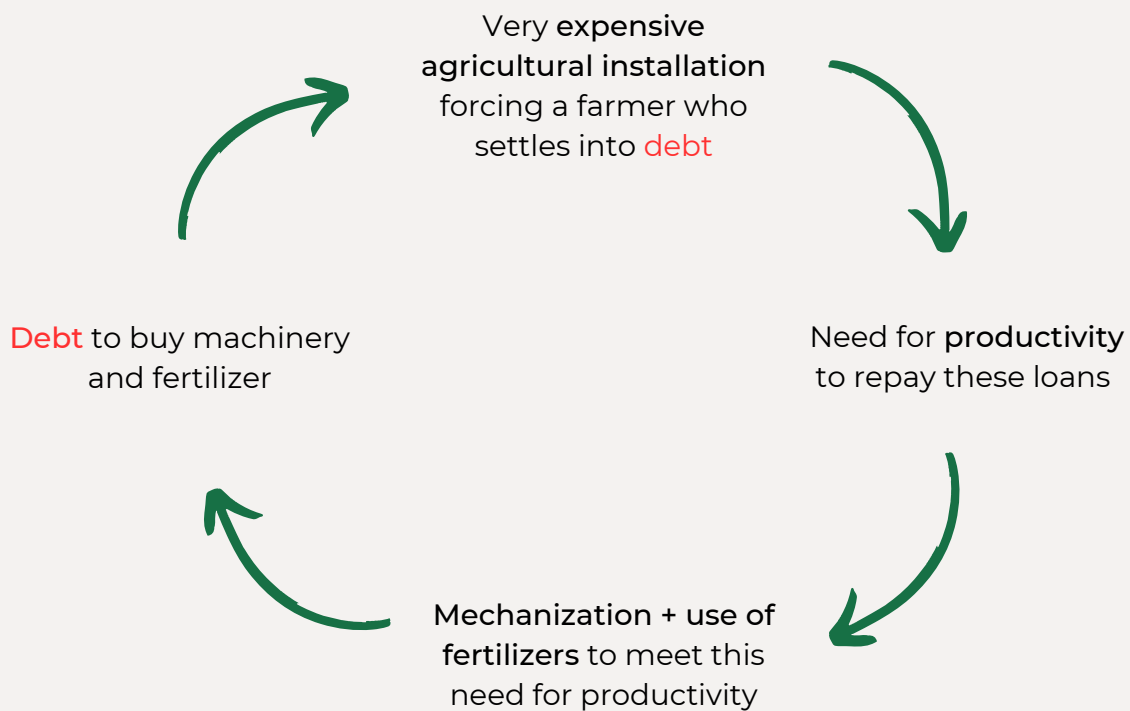 Very expensive
agricultural installation
forcing a farmer who
settles into debt
Need for productivity
to repay these loans
Mechanization + use of
fertilizers to meet this
need for productivity
Debt to buy machinery
and fertilizer